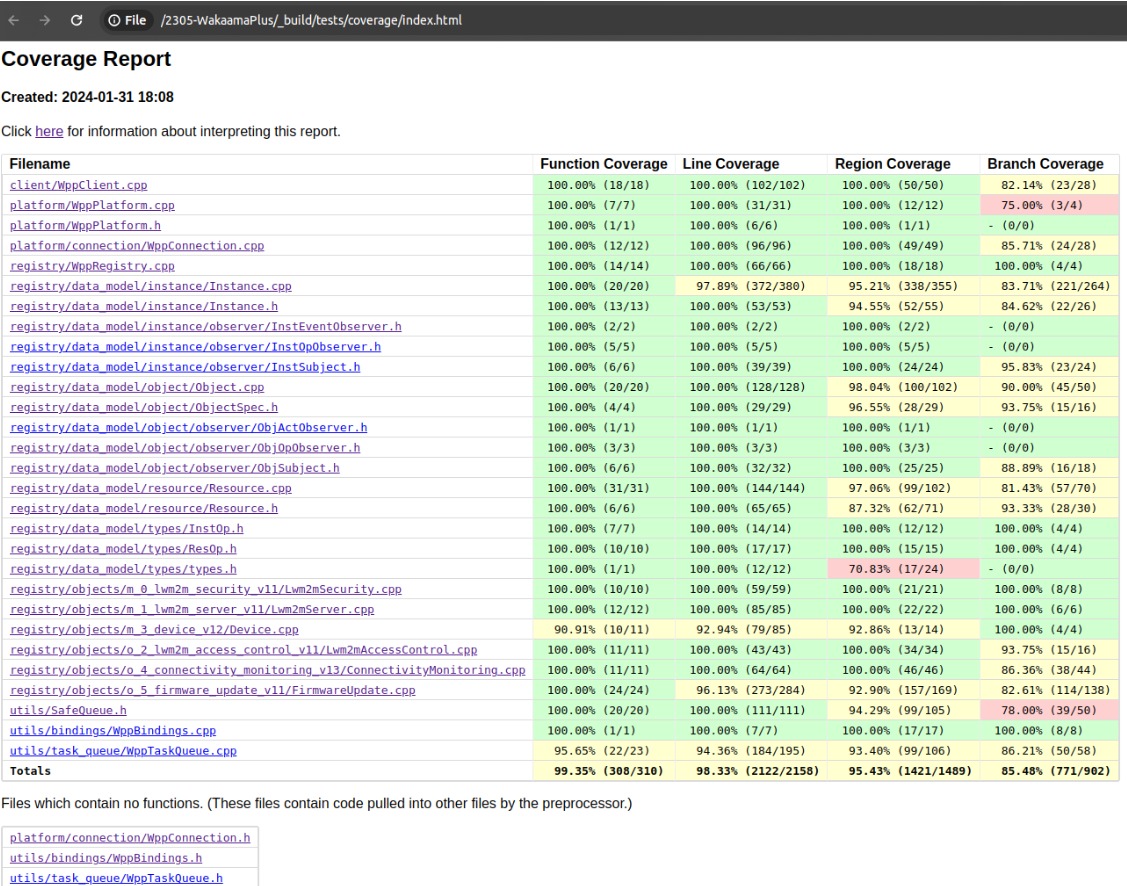 File /2305-WakaamaPlus/_build/tests/coverage/index.html
Coverage Report
Created: 2024-01-31 18:08
Click here for information about interpreting this report.
Filename Function Coverage Line Coverage Region Coverage Branch Coverage
client/WppClient.cpp 100.00% (18/18) 100.00% (102/102) 100.00% (50/50) 82.14% (23/28)
platform/WppPlatform.cpp 100.00% (7/7) 100.00% (31/31) 100.00% (12/12) 75.00% (3/4)
platform/WppPlatform.h 100.00% (1/1) 100.00% (6/6) 100.00% (1/1) - (0/0)
platform/connection/WppConnection.cpp 100.00% (12/12) 100.00% (96/96) 100.00% (49/49) 85.71% (24/28)
registry/WppRegistry.cpp 100.00% (14/14) 100.00% (66/66) 100.00% (18/18) 100.00% (4/4)
registry/data_model/instance/Instance.cpp 100.00% (20/20) 97.89% (372/380) 95.21% (338/355) 83.71% (221/264)
registry/data_model/instance/Instance.h 100.00% (13/13) 100.00% (53/53) 94.55% (52/55) 84.62% (22/26)
registry/data_model/instance/observer/InstEventObserver.h 100.00% (2/2) 100.00% (2/2) 100.00% (2/2) - (0/0)
registry/data_model/instance/observer/InstOpObserver.h 100.00% (5/5) 100.00% (5/5) 100.00% (5/5) - (0/0)
registry/data_model/instance/observer/InstSubject.h 100.00% (6/6) 100.00% (39/39) 100.00% (24/24) 95.83% (23/24)
registry/data_model/object/Object.cpp 100.00% (20/20) 100.00% (128/128) 98.04% (100/102) 90.00% (45/50)
registry/data_model/object/ObjectSpec.h 100.00% (4/4) 100.00% (29/29) 96.55% (28/29) 93.75% (15/16)
registry/data_model/object/observer/ObjActObserver.h 100.00% (1/1) 100.00% (1/1) 100.00% (1/1) - (0/0)
registry/data_model/object/observer/ObjOpObserver.h 100.00% (3/3) 100.00% (3/3) 100.00% (3/3) - (0/0)
registry/data_model/object/observer/ObjSubject.h 100.00% (6/6) 100.00% (32/32) 100.00% (25/25) 88.89% (16/18)
registry/data_model/resource/Resource.cpp 100.00% (31/31) 100.00% (144/144) 97.06% (99/102) 81.43% (57/70)
registry/data_model/resource/Resource.h 100.00% (6/6) 100.00% (65/65) 87.32% (62/71) 93.33% (28/30)
registry/data_model/types/InstOp.h 100.00% (7/7) 100.00% (14/14) 100.00% (12/12) 100.00% (4/4)
registry/data_model/types/ResOp.h 100.00% (10/10) 100.00% (17/17) 100.00% (15/15) 100.00% (4/4)
registry/data_model/types/types.h 100.00% (1/1) 100.00% (12/12) 70.83% (17/24) - (0/0)
registry/objects/m_0_lwm2m_security_v11/Lwm2mSecurity.cpp 100.00% (10/10) 100.00% (59/59) 100.00% (21/21) 100.00% (8/8)
registry/objects/m_1_lwm2m_server_v11/Lwm2mServer.cpp 100.00% (12/12) 100.00% (85/85) 100.00% (22/22) 100.00% (6/6)
registry/objects/m_3_device_v12/Device.cpp 90.91% (10/11) 92.94% (79/85) 92.86% (13/14) 100.00% (4/4)
registry/objects/o_2_lwm2m_access_control_v11/Lwm2mAccessControl.cpp 100.00% (11/11) 100.00% (43/43) 100.00% (34/34) 93.75% (15/16)
registry/objects/o_4_connectivity_monitoring_v13/ConnectivityMonitoring.cpp 100.00% (11/11) 100.00% (64/64) 100.00% (46/46) 86.36% (38/44)
registry/objects/o_5_firmware_update_v11/FirmwareUpdate.cpp 100.00% (24/24) 96.13% (273/284) 92.90% (157/169) 82.61% (114/138)
utils/SafeQueue.h 100.00% (20/20) 100.00% (111/111) 94.29% (99/105) 78.00% (39/50)
utils/bindings/WppBindings.cpp 100.00% (1/1) 100.00% (7/7) 100.00% (17/17) 100.00% (8/8)
utils/task_queue/WppTaskQueue.cpp 95.65% (22/23) 94.36% (184/195) 93.40% (99/106) 86.21% (50/58)
Totals 99.35% (308/310) 98.33% (2122/2158) 95.43% (1421/1489) 85.48% (771/902)
Files which contain no functions. (These files contain code pulled into other files by the preprocessor.)
platform/connection/WppConnection.h
utils/bindings/WppBindings.h
utils/task_queue/WppTaskQueue.h